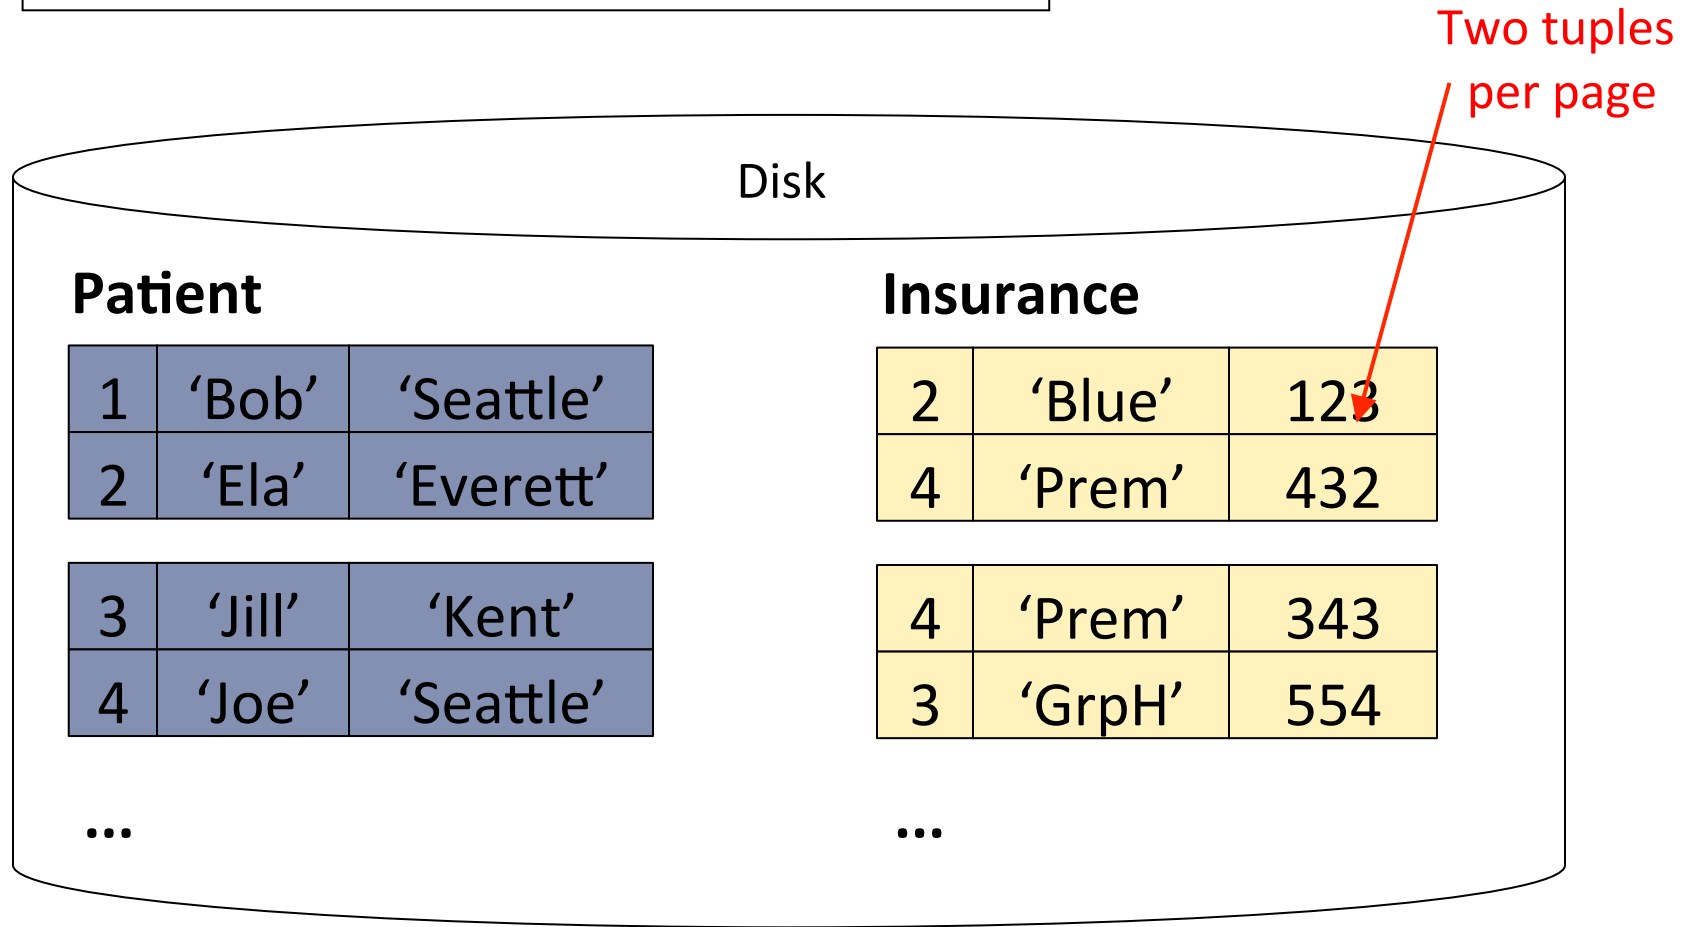 Two tuples
per page
Disk
Patient
1 ‘Bob’ ‘Seattle’
2 ‘Ela’ ‘Everett’
3 ‘Jill’ ‘Kent’
4 ‘Joe’ ‘Seattle’
...
Insurance
2 ‘Blue’ 123
4 ‘Prem’ 432
4 ‘Prem’ 343
3 ‘GrpH’ 554
...